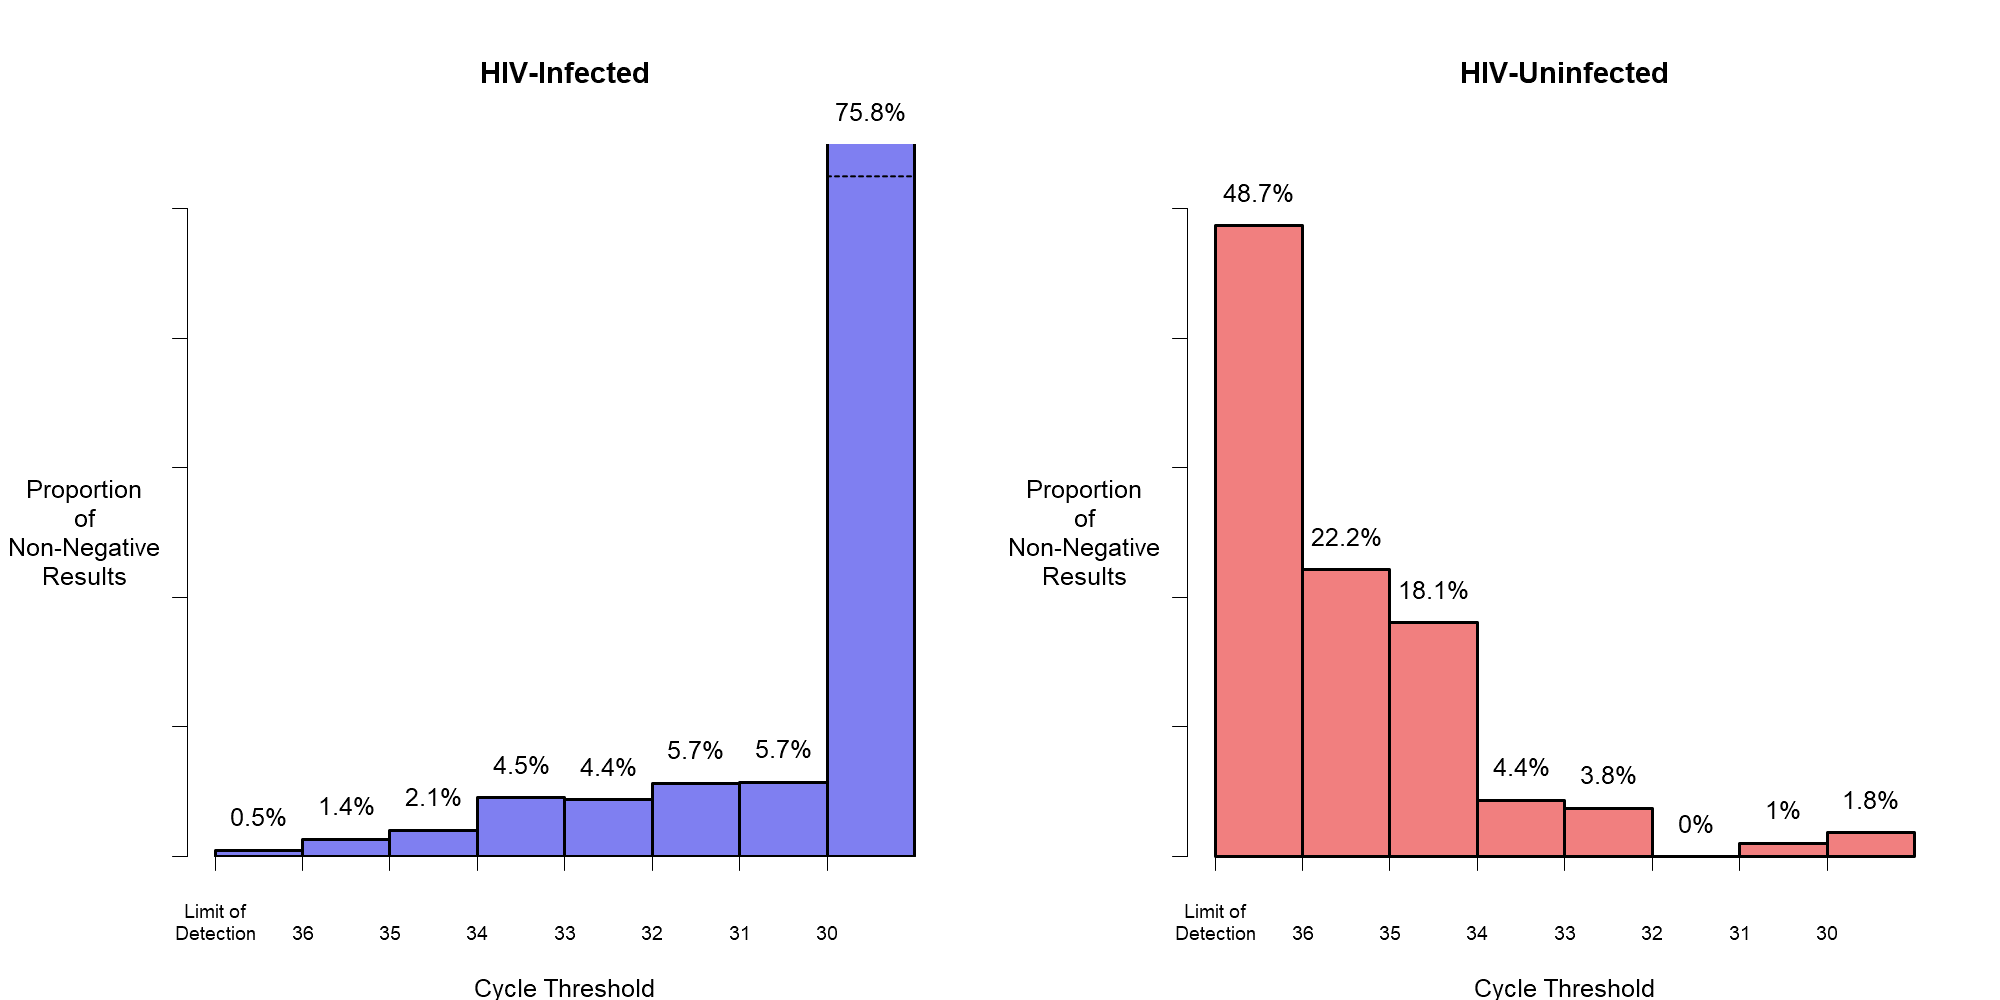 HIV-Infected
75.8%
Proportion
of
Non-Negative
Results
0.5%
1.4%
2.1%
4.5%
4.4%
5.7%
5.7%
Limit of
Detection 36 35 34 33 32 31 30
Cycle Threshold
HIV-Uninfected
48.7%
Proportion
of
Non-Negative
Results
22.2%
18.1%
4.4%
3.8%
0%
1%
1.8%
Limit of
Detection 36 35 34 33 32 31 30
Cycle Threshold